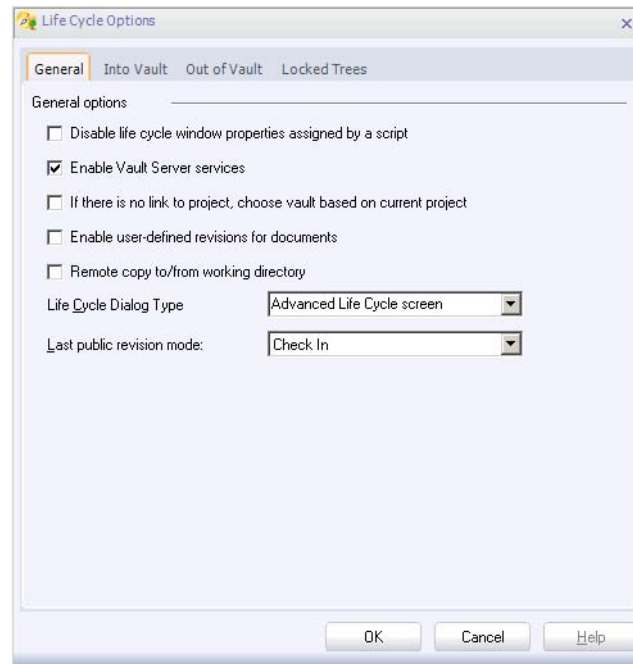 Life Cycle Options
General Into Vault Out of Vault Locked Trees
General options
Disable life cycle window properties assigned by a script
Enable Vault Server services
If there is no link to project, choose vault based on current project
Enable user-defined revisions for documents
Remote copy to/from working directory
Life Cycle Dialog Type Advanced Life Cycle screen
Last public revision mode: Check In
OK Cancel Help